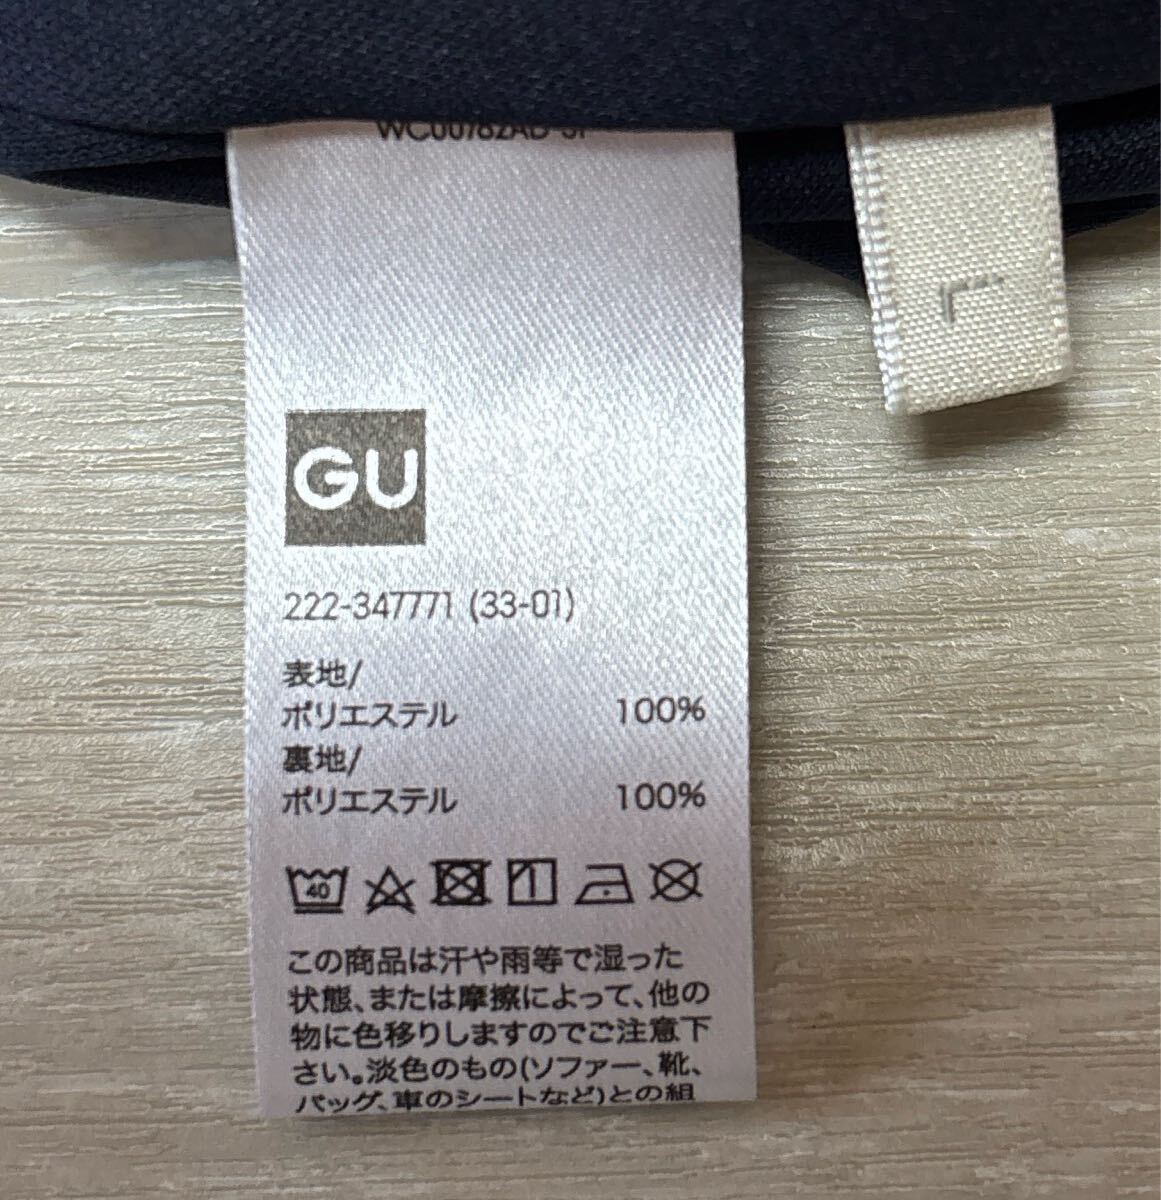 L
GU
222-347771 (33-01)
表地/
ポリエステル 100%
裏地/
ポリエステル 100%
40
この商品は汗や雨等で湿った
状態、または摩擦によって、他の
物に色移りしますのでご注意下
さい。淡色のもの(ソファー、靴、
バッグ、車のシートなど)との組